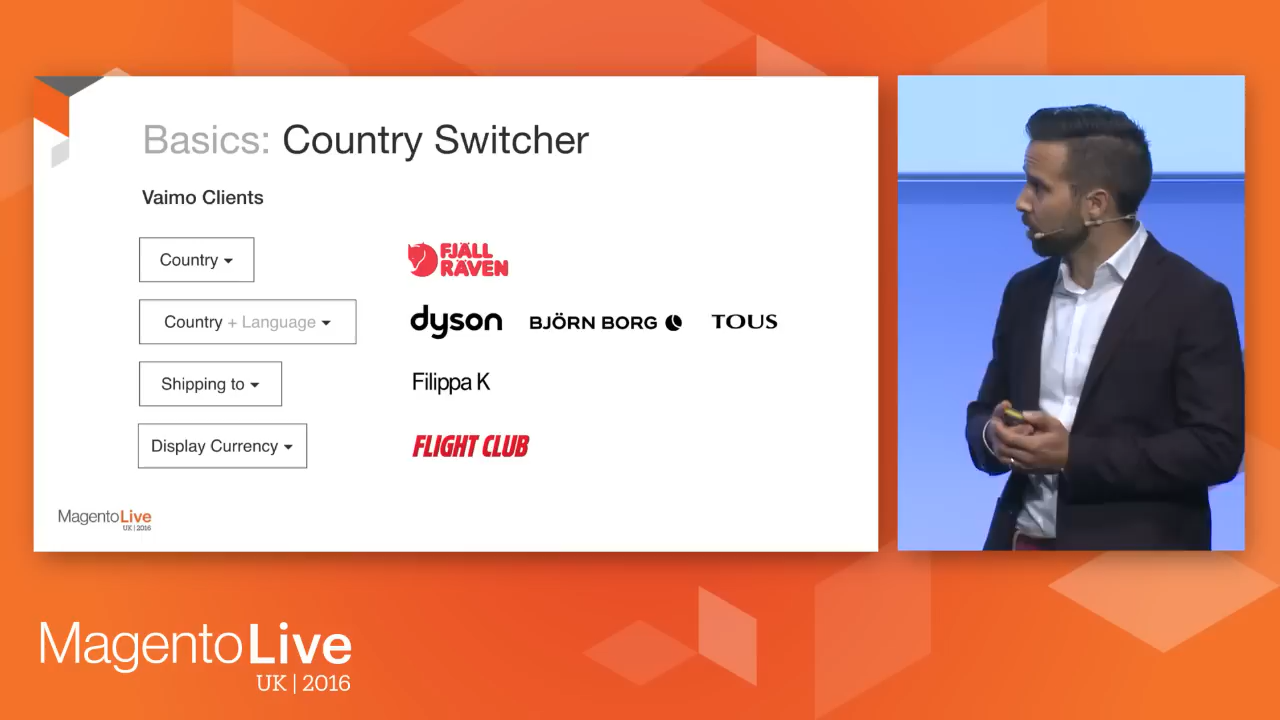 Basics: Country Switcher
Vaimo Clients
Country
FJÄLL
RÄVEN
Country + Language
dyson BJÖRN BORG TOUS
Shipping to
Filippa K
Display Currency
FLIGHT CLUB
MagentoLive
UK | 2016
MagentoLive
UK | 2016